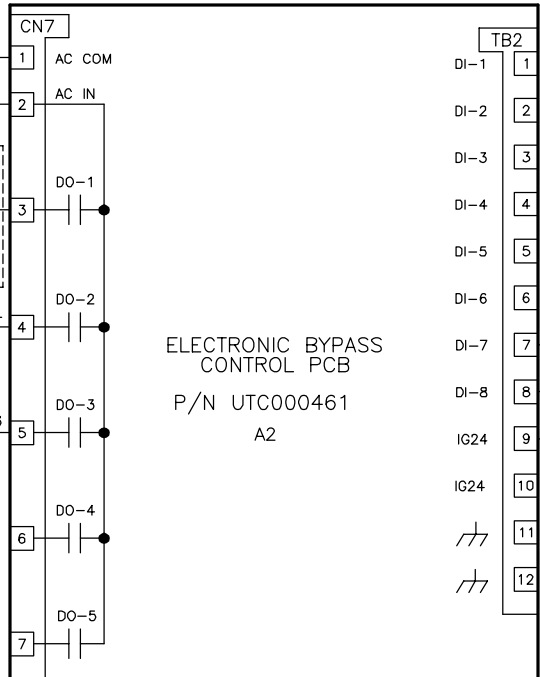 CN7
1 AC COM
2 AC IN
3 DO-1
4 DO-2
5 DO-3
6 DO-4
7 DO-5
ELECTRONIC BYPASS
CONTROL PCB
P/N UTC000461
A2
TB2
DI-1 1
DI-2 2
DI-3 3
DI-4 4
DI-5 5
DI-6 6
DI-7 7
DI-8 8
IG24 9
IG24 10
11
12